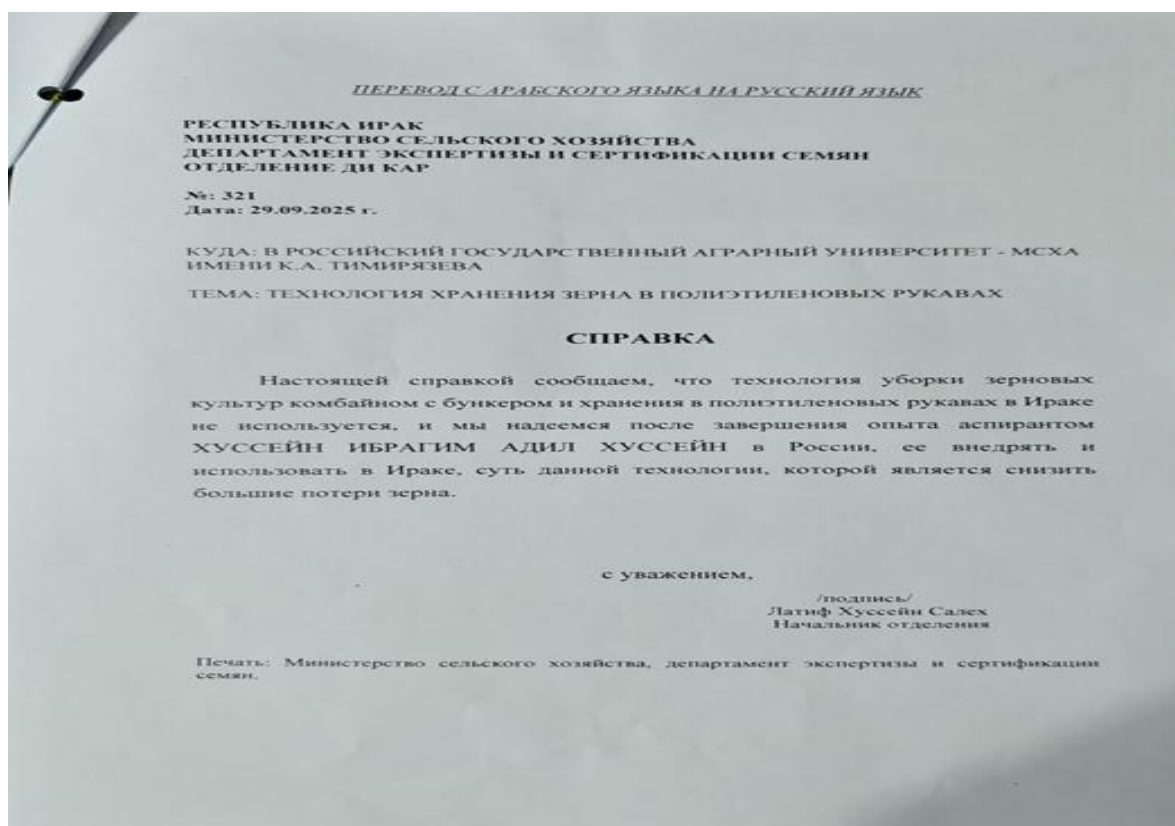 ПЕРЕВОД С АРАБСКОГО ЯЗЫКА НА РУССКИЙ ЯЗЫК
РЕСПУБЛИКА ИРАК
МИНИСТЕРСТВО СЕЛЬСКОГО ХОЗЯЙСТВА
ДЕПАРТАМЕНТ ЭКСПЕРТИЗЫ И СЕРТИФИКАЦИИ СЕМЯН
ОТДЕЛЕНИЕ ДИ КАР
№: 321
Дата: 29.09.2025 г.
КУДА: В РОССИЙСКИЙ ГОСУДАРСТВЕННЫЙ АГРАРНЫЙ УНИВЕРСИТЕТ - МСХА
ИМЕНИ К.А. ТИМИРЯЗЕВА
ТЕМА: ТЕХНОЛОГИЯ ХРАНЕНИЯ ЗЕРНА В ПОЛИЭТИЛЕНОВЫХ РУКАВАХ
СПРАВКА
Настоящей справкой сообщаем, что технология уборки зерновых
культур комбайном с бункером и хранения в полиэтиленовых рукавах в Ираке
не используется, и мы надеемся после завершения опыта аспирантом
ХУССЕЙН ИБРАГИМ АДИЛ ХУССЕЙН в России, ее внедрять и
использовать в Ираке, суть данной технологии, которой является снизить
большие потери зерна.
с уважением,
/подпись/
Латиф Хуссейн Салех
Начальник отделения
Печать: Министерство сельского хозяйства, департамент экспертизы и сертификации
семян.